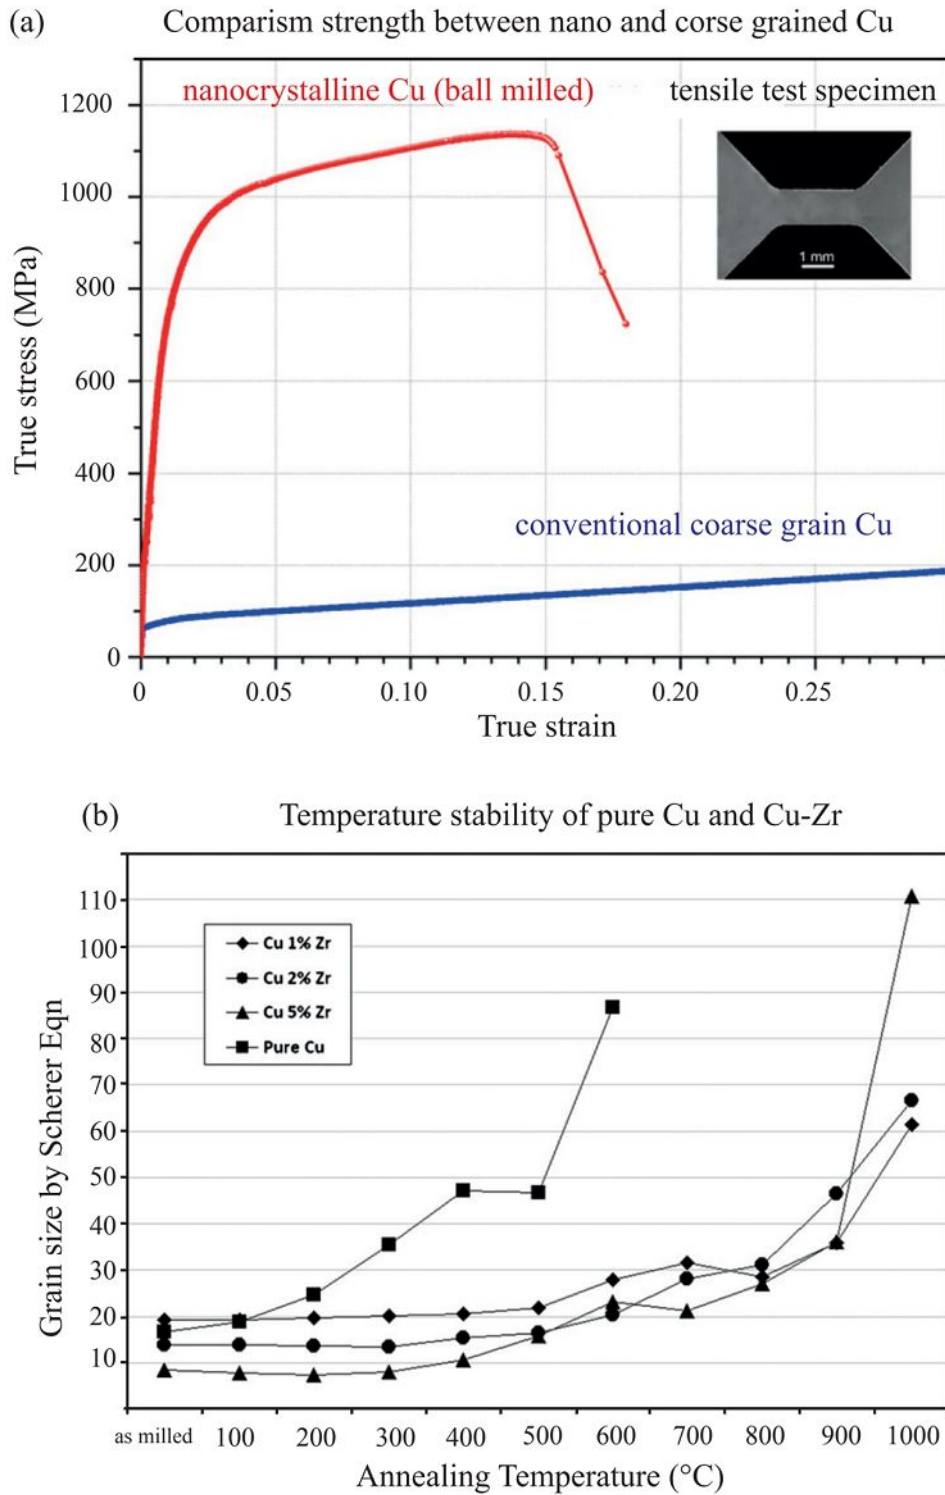 (a) Comparism strength between nano and corse grained Cu
nanocrystalline Cu (ball milled)
tensile test specimen
1 mm
conventional coarse grain Cu
True stress (MPa)
1200
1000
800
600
400
200
0
0 0.05 0.10 0.15 0.20 0.25
True strain
(b) Temperature stability of pure Cu and Cu-Zr
Cu 1% Zr
Cu 2% Zr
Cu 5% Zr
Pure Cu
Grain size by Scherer Eqn
110
100
90
80
70
60
50
40
30
20
10
as milled 100 200 300 400 500 600 700 800 900 1000
Annealing Temperature (°C)